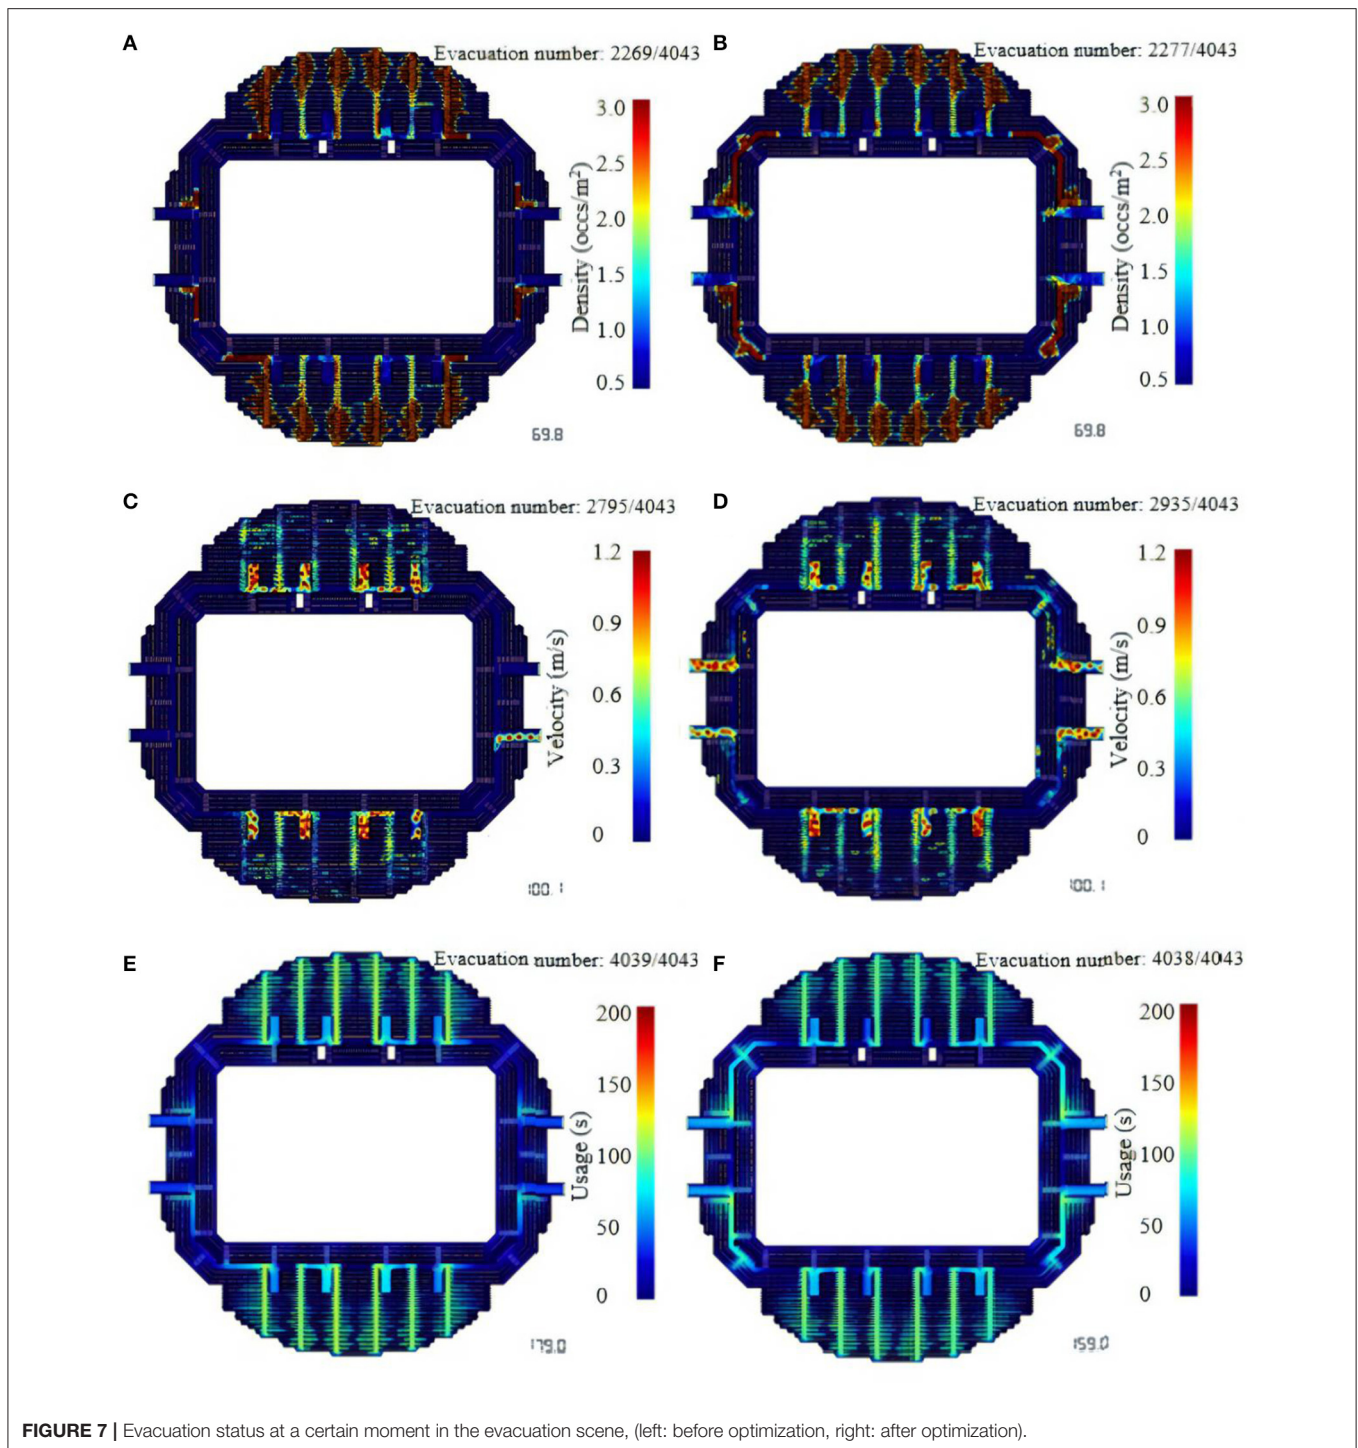 A
Evacuation number: 2269/4043
3.0
2.5
2.0
1.5
1.0
0.5
Density (occs/m²)
69.8
B
Evacuation number: 2277/4043
3.0
2.5
2.0
1.5
1.0
0.5
Density (occs/m²)
69.8
C
Evacuation number: 2795/4043
1.2
0.9
0.6
0.3
0
Velocity (m/s)
100.1
D
Evacuation number: 2935/4043
1.2
0.9
0.6
0.3
0
Velocity (m/s)
100.1
E
Evacuation number: 4039/4043
200
150
100
50
0
Usage (s)
179.0
F
Evacuation number: 4038/4043
200
150
100
50
0
Usage (s)
159.0
FIGURE 7 | Evacuation status at a certain moment in the evacuation scene, (left: before optimization, right: after optimization).